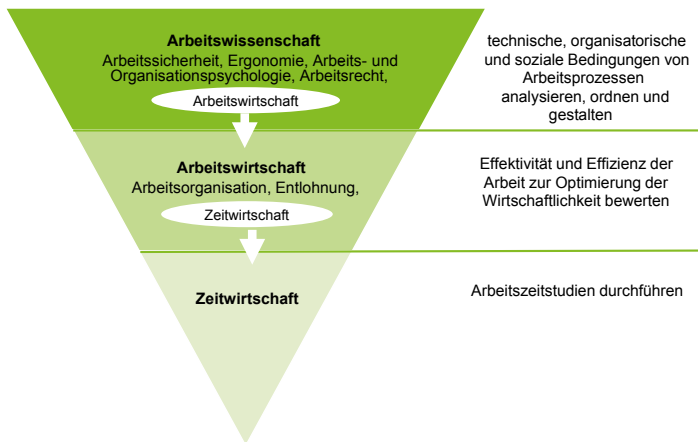 Arbeitswissenschaft
Arbeitssicherheit, Ergonomie, Arbeits- und
Organisationspsychologie, Arbeitsrecht,
Arbeitswirtschaft
technische, organisatorische
und soziale Bedingungen von
Arbeitsprozessen
analysieren, ordnen und
gestalten
Arbeitswirtschaft
Arbeitsorganisation, Entlohnung,
Zeitwirtschaft
Effektivität und Effizienz der
Arbeit zur Optimierung der
Wirtschaftlichkeit bewerten
Zeitwirtschaft
Arbeitszeitstudien durchführen